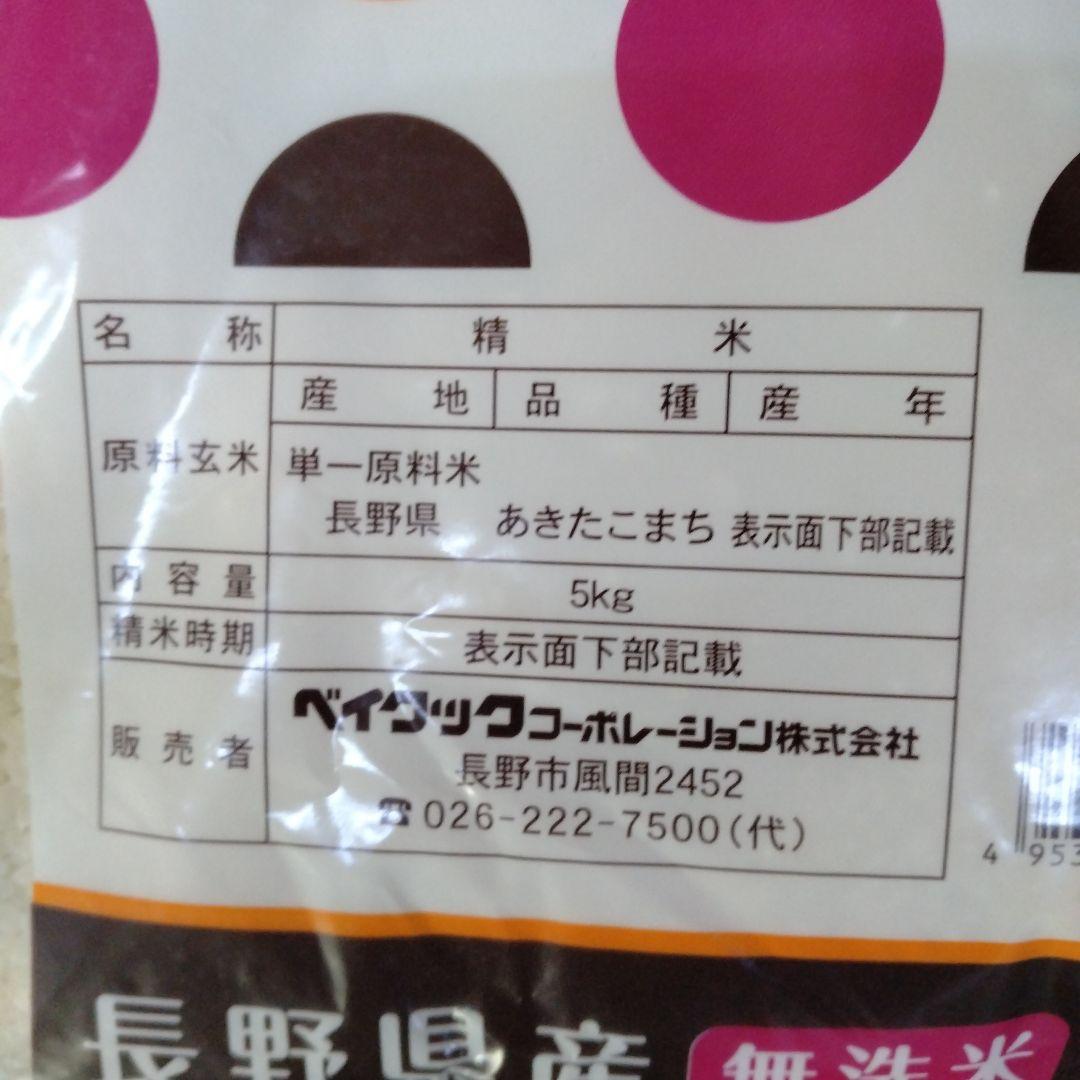 名称 精米
産地 品種 産年
原料玄米 単一原料米
長野県 あきたこまち 表示面下部記載
内容量 5kg
精米時期 表示面下部記載
販売者 ベイクックコーポレーション株式会社
長野市風間2452
☎026-222-7500(代)
4 953
長野県産 無洗米